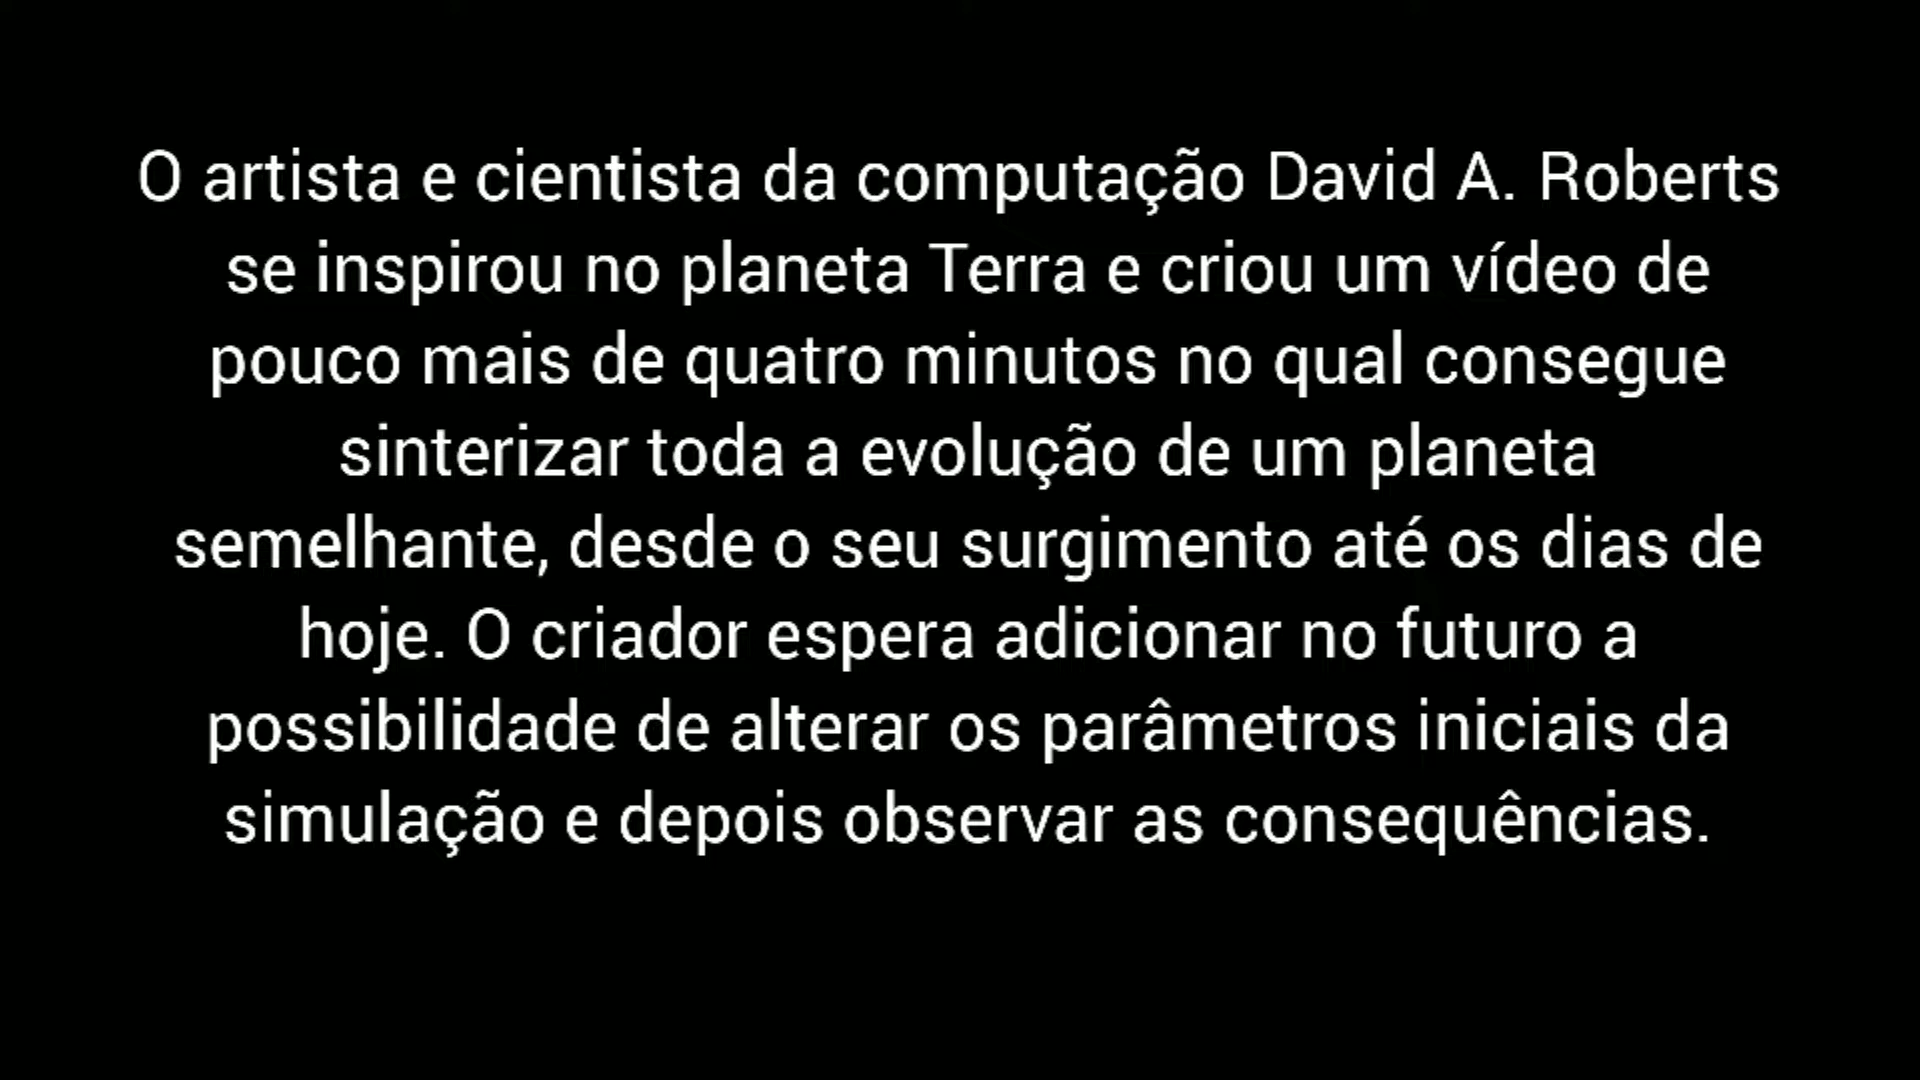 O artista e cientista da computação David A. Roberts
se inspirou no planeta Terra e criou um vídeo de
pouco mais de quatro minutos no qual consegue
sinterizar toda a evolução de um planeta
semelhante, desde o seu surgimento até os dias de
hoje. O criador espera adicionar no futuro a
possibilidade de alterar os parâmetros iniciais da
simulação e depois observar as consequências.